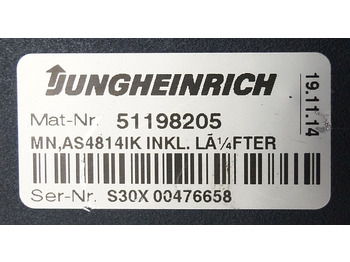 JUNGHEINRICH
Mat-Nr. 51198205
MN,AS4814IK INKL. LÃ¼FTER
Ser-Nr. S30X 00476658
19.11.14